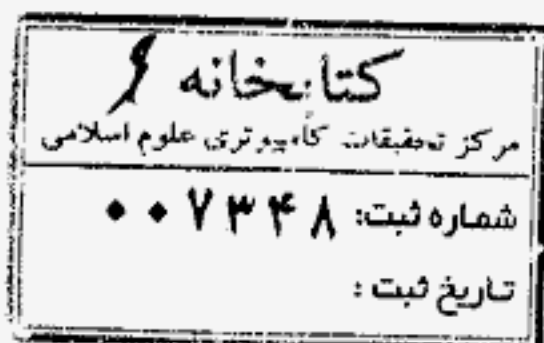 کتابخانه
مرکز تحقیقات کامپیوتری علوم اسلامی
شماره ثبت: ۰۰۷۳۴۸
تاریخ ثبت :